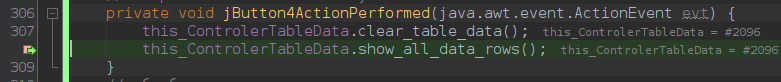 306 private void jButton4ActionPerformed(java.awt.event.ActionEvent evt) {
307 this_ControlerTableData.clear_table_data(); this_ControlerTableData = #2096
this_ControlerTableData.show_all_data_rows(); this_ControlerTableData = #2096
309 }